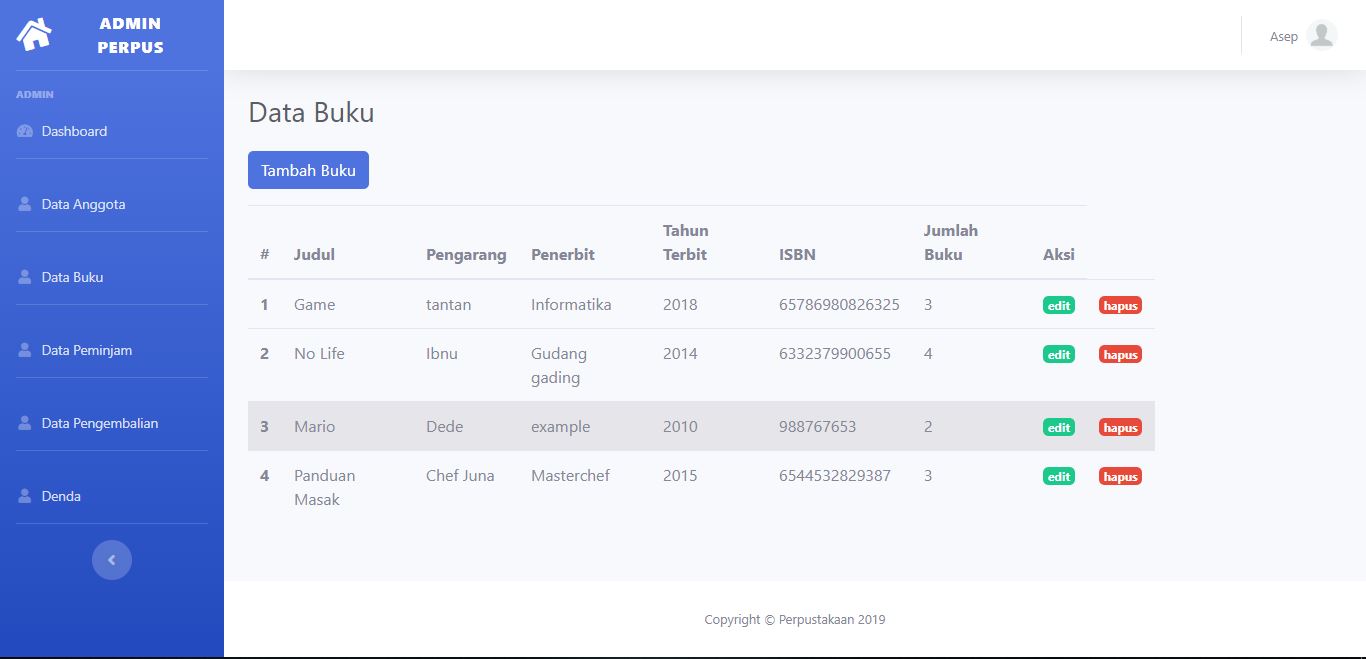 ADMIN
PERPUS
Asep
ADMIN
Dashboard
Data Anggota
Data Buku
Data Peminjam
Data Pengembalian
Denda
Data Buku
Tambah Buku
# Judul Pengarang Penerbit Tahun Terbit ISBN Jumlah Buku Aksi
1 Game tantan Informatika 2018 65786980826325 3 edit hapus
2 No Life Ibnu Gudang gading 2014 6332379900655 4 edit hapus
3 Mario Dede example 2010 988767653 2 edit hapus
4 Panduan Masak Chef Juna Masterchef 2015 6544532829387 3 edit hapus
Copyright © Perpustakaan 2019